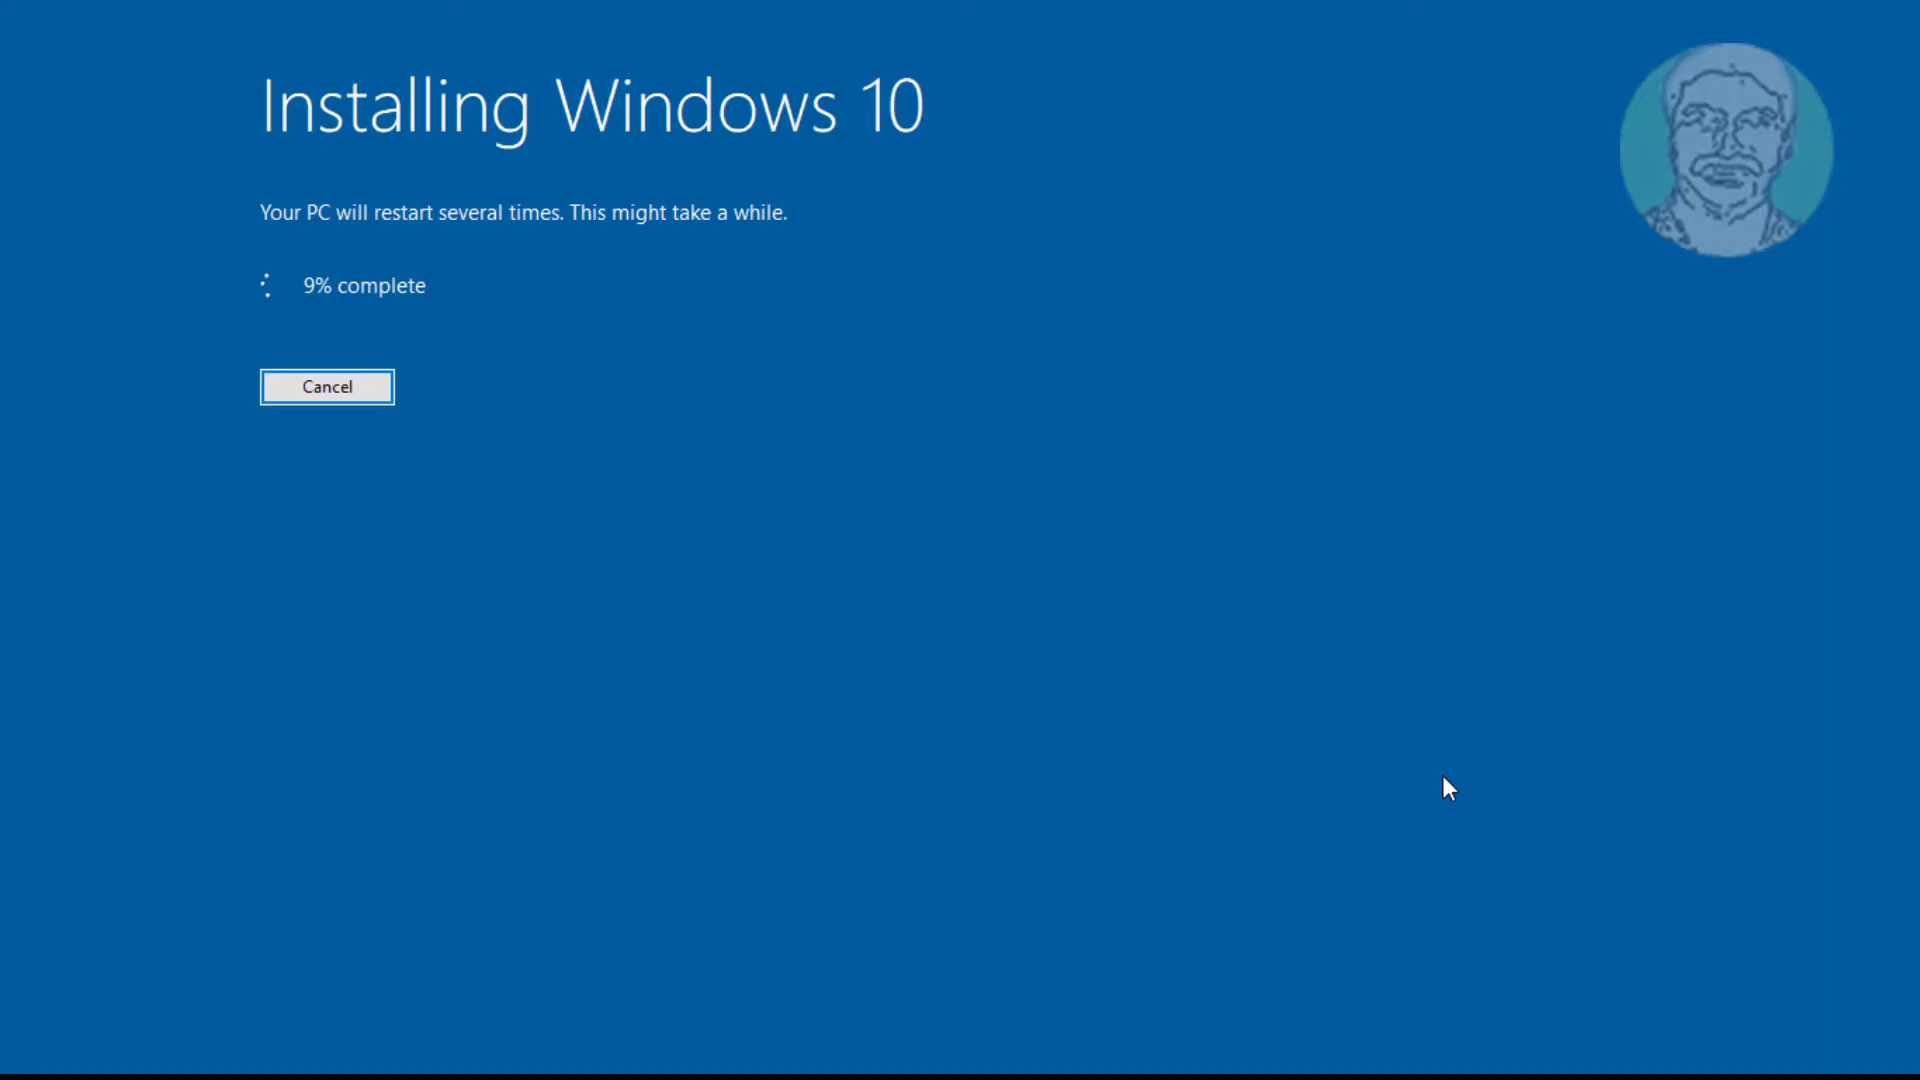 Installing Windows 10
Your PC will restart several times. This might take a while.
9% complete
Cancel